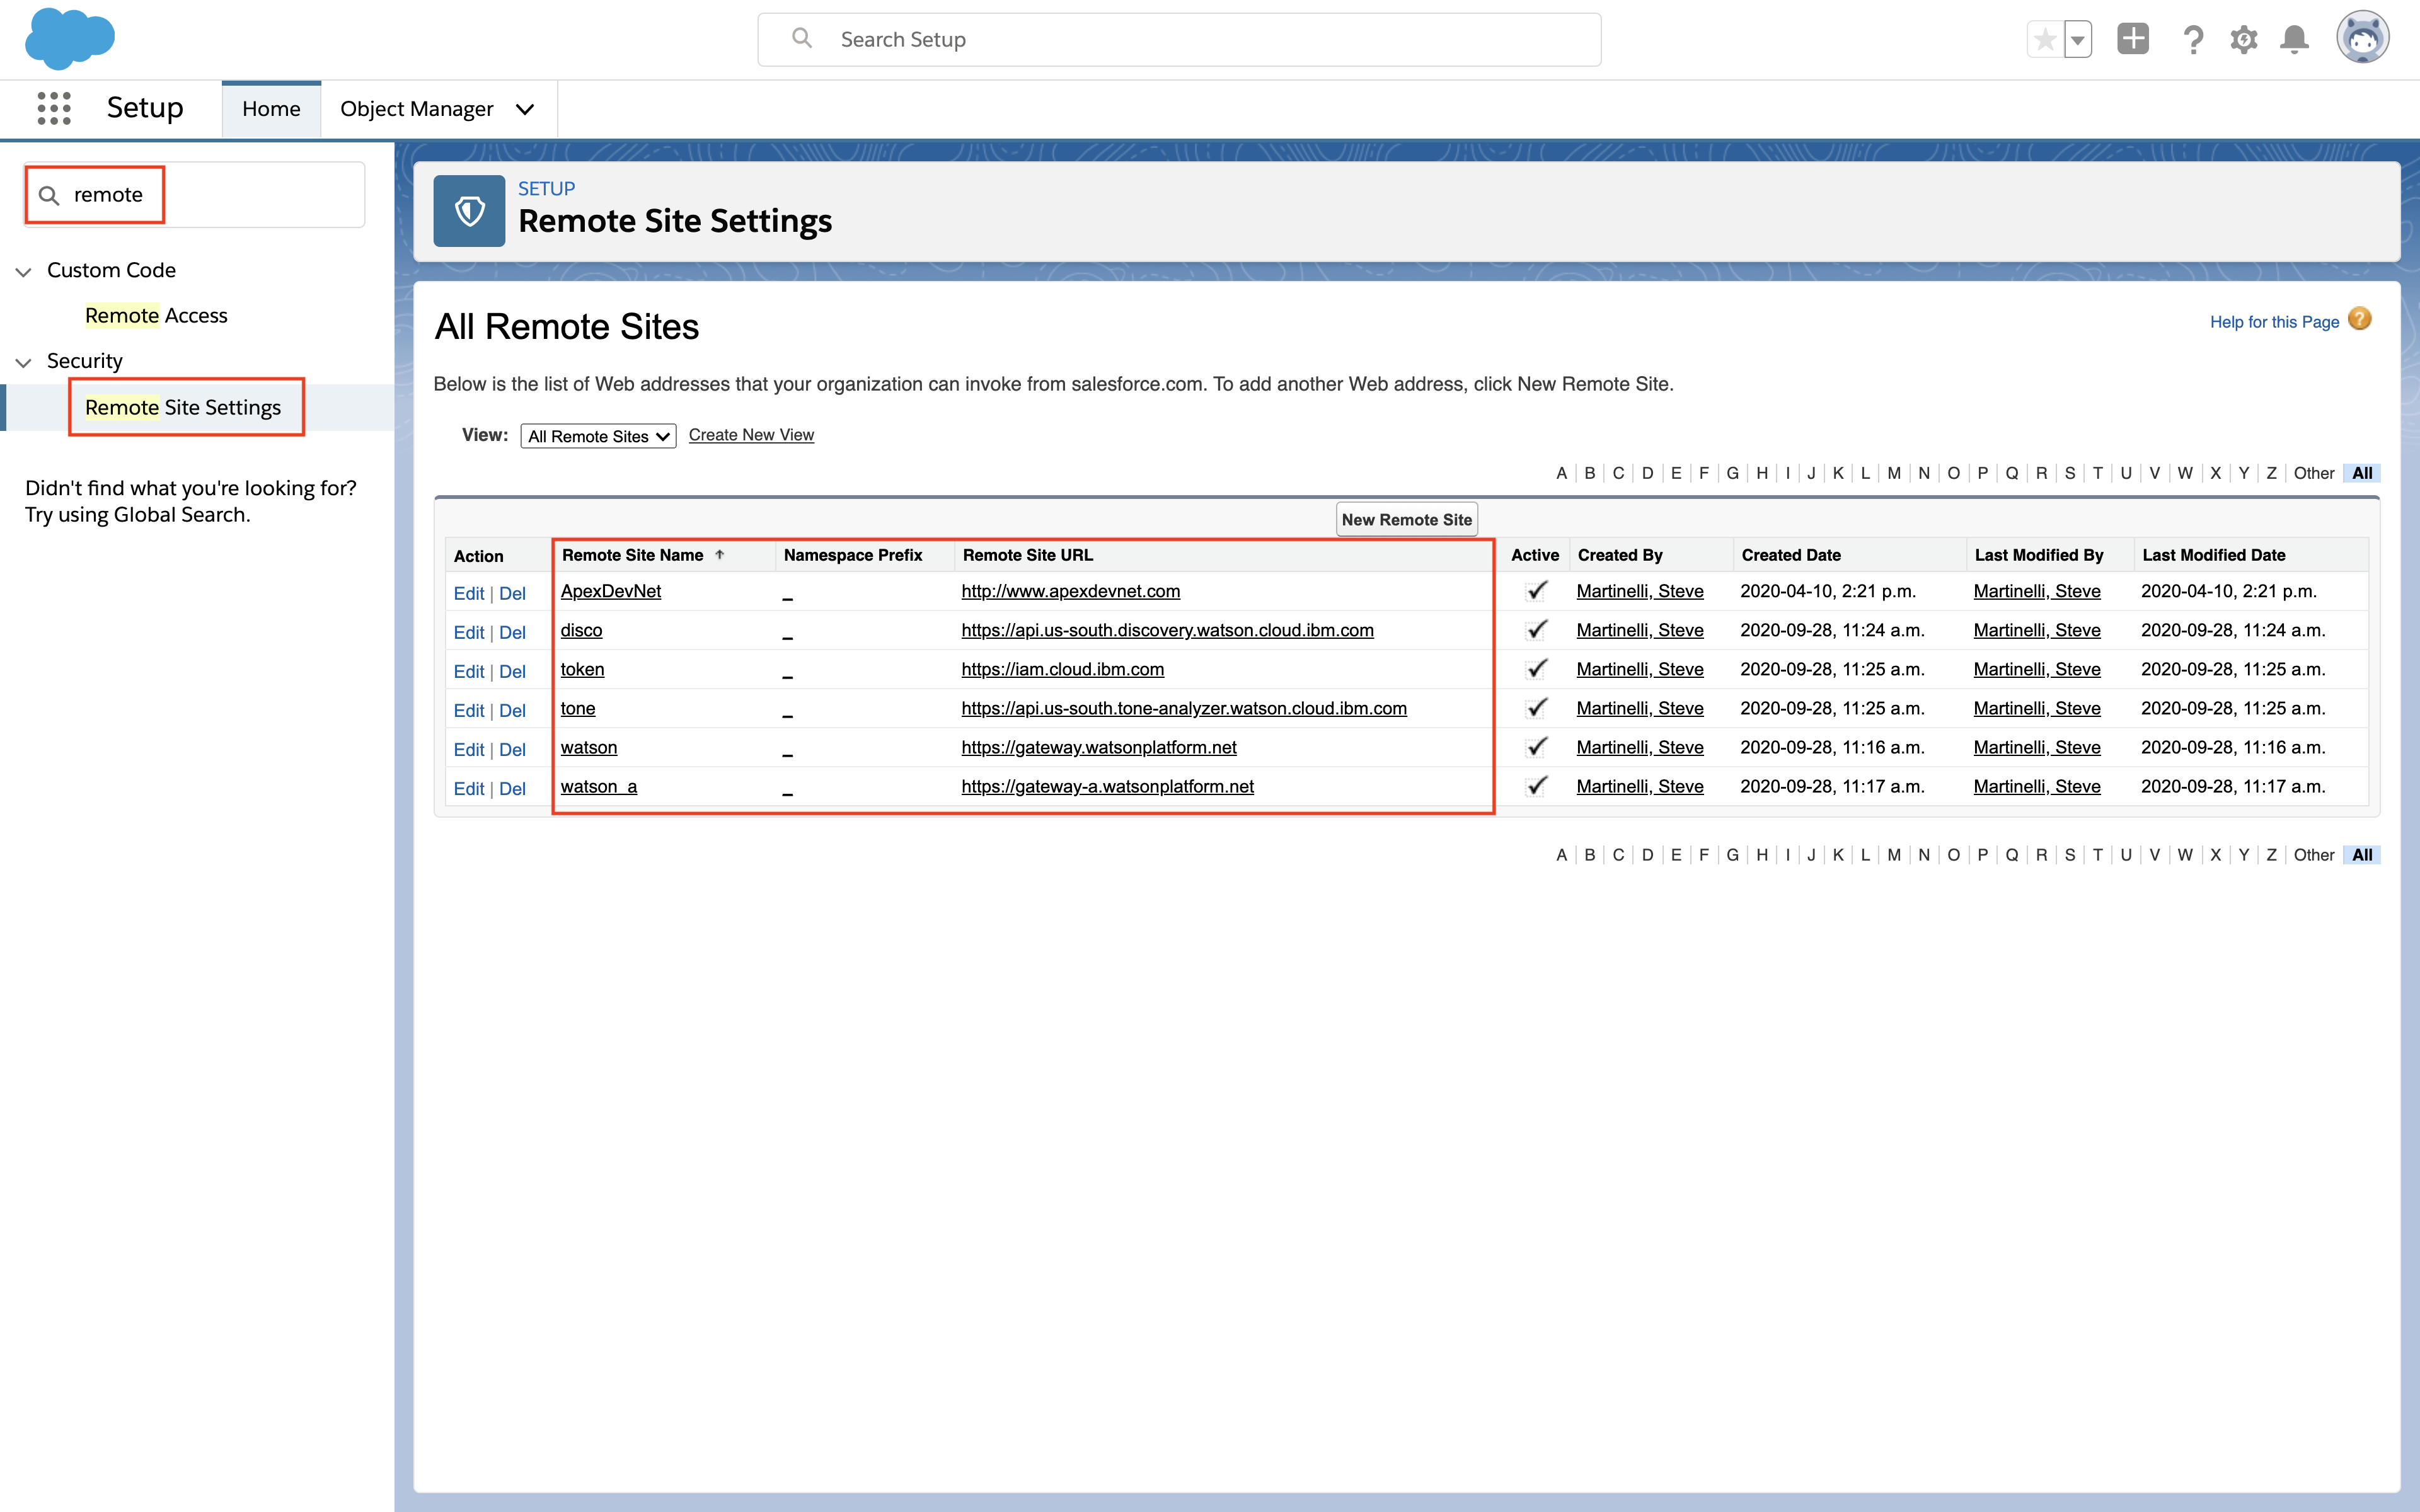 Search Setup
Setup Home Object Manager
remote
Custom Code
Remote Access
Security
Remote Site Settings
Didn't find what you're looking for?
Try using Global Search.
SETUP
Remote Site Settings
All Remote Sites
Help for this Page ?
Below is the list of Web addresses that your organization can invoke from salesforce.com. To add another Web address, click New Remote Site.
View: All Remote Sites Create New View
A | B | C | D | E | F | G | H | I | J | K | L | M | N | O | P | Q | R | S | T | U | V | W | X | Y | Z | Other | All
New Remote Site
Action Remote Site Name ↑ Namespace Prefix Remote Site URL Active Created By Created Date Last Modified By Last Modified Date
Edit | Del ApexDevNet _ http://www.apexdevnet.com ✓ Martinelli, Steve 2020-04-10, 2:21 p.m. Martinelli, Steve 2020-04-10, 2:21 p.m.
Edit | Del disco _ https://api.us-south.discovery.watson.cloud.ibm.com ✓ Martinelli, Steve 2020-09-28, 11:24 a.m. Martinelli, Steve 2020-09-28, 11:24 a.m.
Edit | Del token _ https://iam.cloud.ibm.com ✓ Martinelli, Steve 2020-09-28, 11:25 a.m. Martinelli, Steve 2020-09-28, 11:25 a.m.
Edit | Del tone _ https://api.us-south.tone-analyzer.watson.cloud.ibm.com ✓ Martinelli, Steve 2020-09-28, 11:25 a.m. Martinelli, Steve 2020-09-28, 11:25 a.m.
Edit | Del watson _ https://gateway.watsonplatform.net ✓ Martinelli, Steve 2020-09-28, 11:16 a.m. Martinelli, Steve 2020-09-28, 11:16 a.m.
Edit | Del watson_a _ https://gateway-a.watsonplatform.net ✓ Martinelli, Steve 2020-09-28, 11:17 a.m. Martinelli, Steve 2020-09-28, 11:17 a.m.
A | B | C | D | E | F | G | H | I | J | K | L | M | N | O | P | Q | R | S | T | U | V | W | X | Y | Z | Other | All